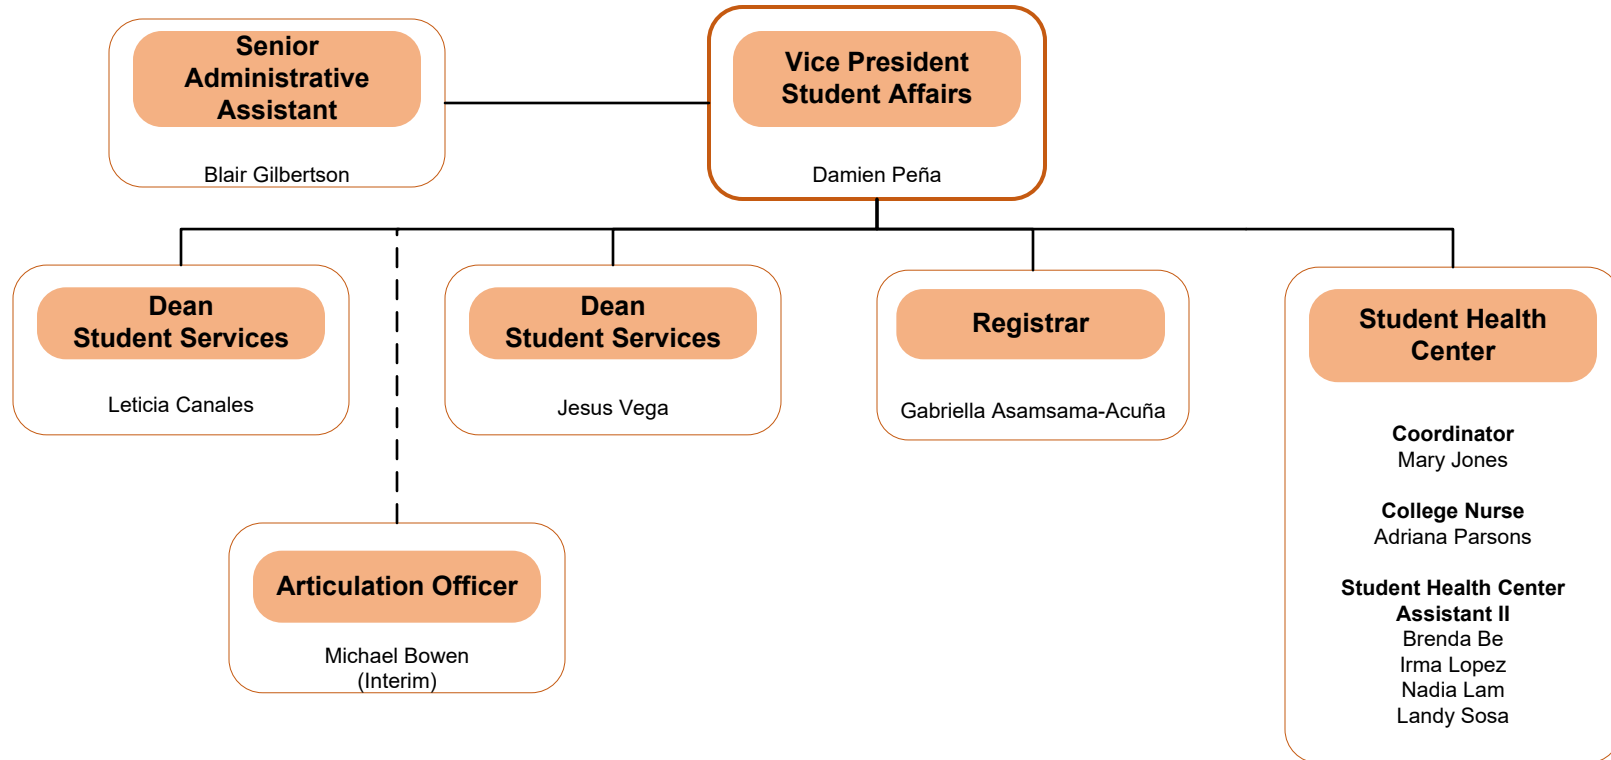 Senior
Administrative
Assistant
Blair Gilbertson
Vice President
Student Affairs
Damien Peña
Dean
Student Services
Leticia Canales
Dean
Student Services
Jesus Vega
Registrar
Gabriella Asamsama-Acuña
Student Health
Center
Coordinator
Mary Jones
College Nurse
Adriana Parsons
Student Health Center
Assistant II
Brenda Be
Irma Lopez
Nadia Lam
Landy Sosa
Articulation Officer
Michael Bowen
(Interim)